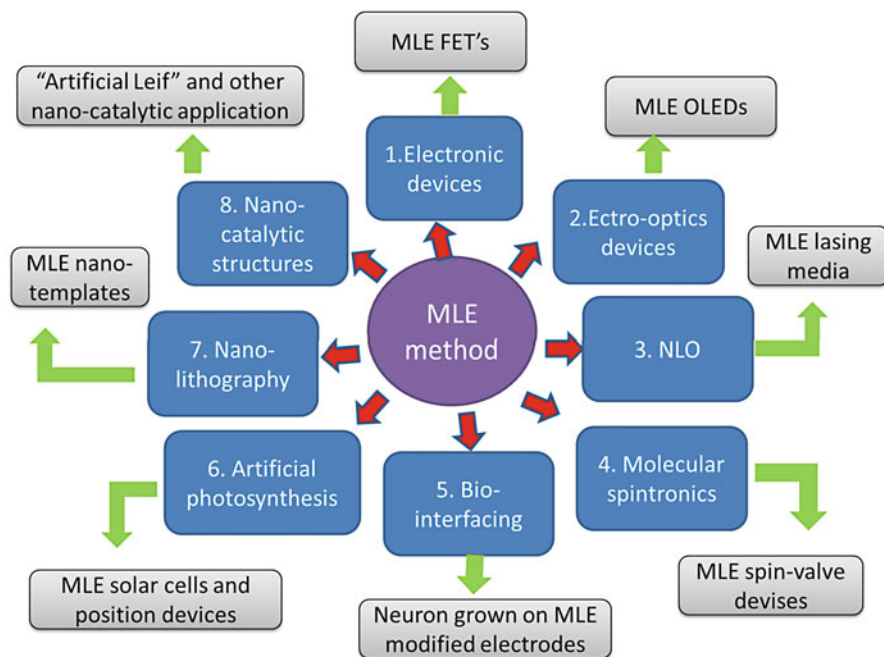 MLE FET's
"Artificial Leif" and other
nano-catalytic application
MLE OLEDs
1.Electronic
devices
8. Nano-
catalytic
structures
2.Ectro-optics
devices
MLE lasing
media
MLE nano-
templates
MLE
method
7. Nano-
lithography
3. NLO
6. Artificial
photosynthesis
5. Bio-
interfacing
4. Molecular
spintronics
MLE solar cells and
position devices
Neuron grown on MLE
modified electrodes
MLE spin-valve
devises